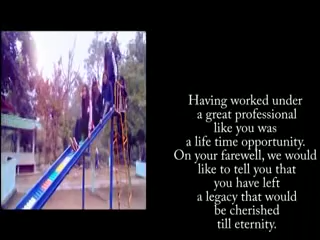 Having worked under
a great professional
like you was
a life time opportunity.
On your farewell, we would
like to tell you that
you have left
a legacy that would
be cherished
till eternity.